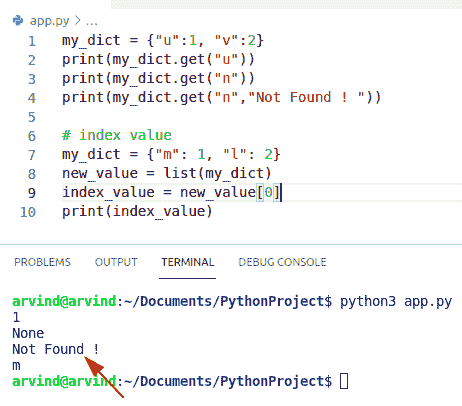 app.py > ...
1 my_dict = {"u":1, "v":2}
2 print(my_dict.get("u"))
3 print(my_dict.get("n"))
4 print(my_dict.get("n","Not Found ! "))
5
6 # index value
7 my_dict = {"m": 1, "l": 2}
8 new_value = list(my_dict)
9 index_value = new_value[0]
10 print(index_value)
PROBLEMS OUTPUT TERMINAL DEBUG CONSOLE
arvind@arvind:~/Documents/PythonProject$ python3 app.py
1
None
Not Found !
m
arvind@arvind:~/Documents/PythonProject$